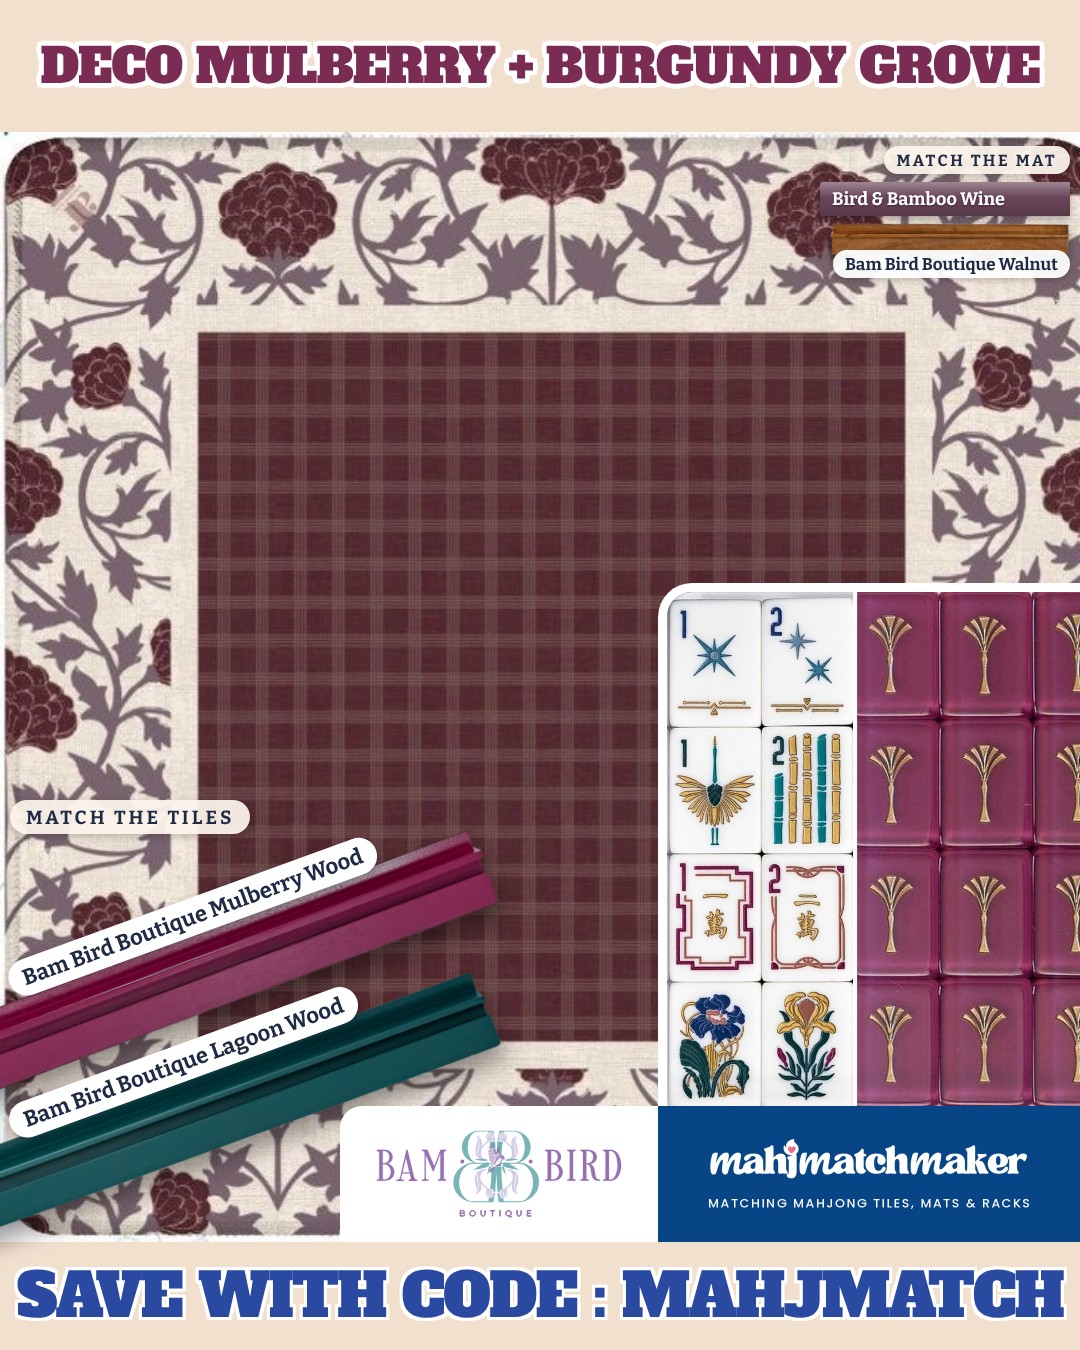 DECO MULBERRY + BURGUNDY GROVE
MATCH THE MAT
Bird & Bamboo Wine
Bam Bird Boutique Walnut
1
2
1
2
1
一
萬
2
二
萬
MATCH THE TILES
Bam Bird Boutique Mulberry Wood
Bam Bird Boutique Lagoon Wood
BAM BIRD
BOUTIQUE
mahjmatchmaker
MATCHING MAHJONG TILES, MATS & RACKS
SAVE WITH CODE : MAHJMATCH